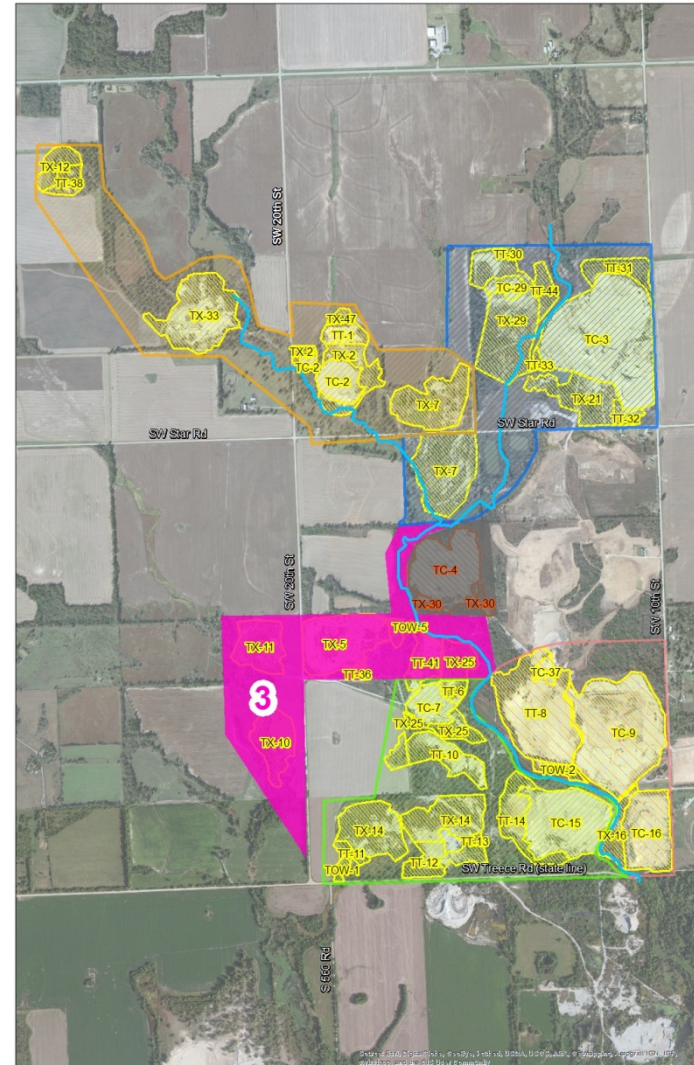 TX-12
TT-38
SW 20th St
TX-33
TX-47
TT-1
TX-2
TX-2
TC-2
TC-2
TX-7
TT-30
TT-31
TC-29
TT-44
TX-29
TC-3
TT-33
TX-21
TT-32
SW Star Rd
SW Star Rd
TX-7
TC-4
TX-30
TX-30
SW 20th St
SW 10th St
TOW-5
TX-11
TX-5
TT-41
TX-25
TT-36
3
TX-10
TT-6
TC-7
TX-25
TX-25
TT-10
TC-37
TT-8
TC-9
TOW-2
TX-14
TX-14
TT-14
TC-15
TX-16
TC-16
TT-11
TT-13
TT-12
TOW-1
SW Treece Rd (state line)
S 560 Rd